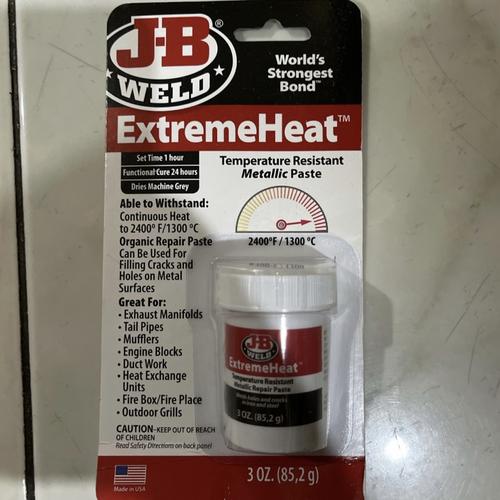 J-B
WELD
®
World's
Strongest
Bond™
ExtremeHeat™
Set Time 1 hour
Functional Cure 24 hours
Dries Machine Grey
Temperature Resistant
Metallic Paste
2400°F / 1300 °C
Able to Withstand:
Continuous Heat
to 2400° F/1300 °C
Organic Repair Paste
Can be Used For
Filling Cracks and
Holes on Metal
Surfaces
Great For:
• Exhaust Manifolds
• Tail Pipes
• Mufflers
• Engine Blocks
• Duct Work
• Heat Exchange
Units
• Fire Box/Fire Place
• Outdoor Grills
CAUTION–KEEP OUT OF REACH
OF CHILDREN
Read Safety Directions on back panel
Made in USA
J-B
WELD
ExtremeHeat™
Temperature Resistant
Metallic Repair Paste
3 OZ. (85,2 g)
3 OZ. (85,2 g)